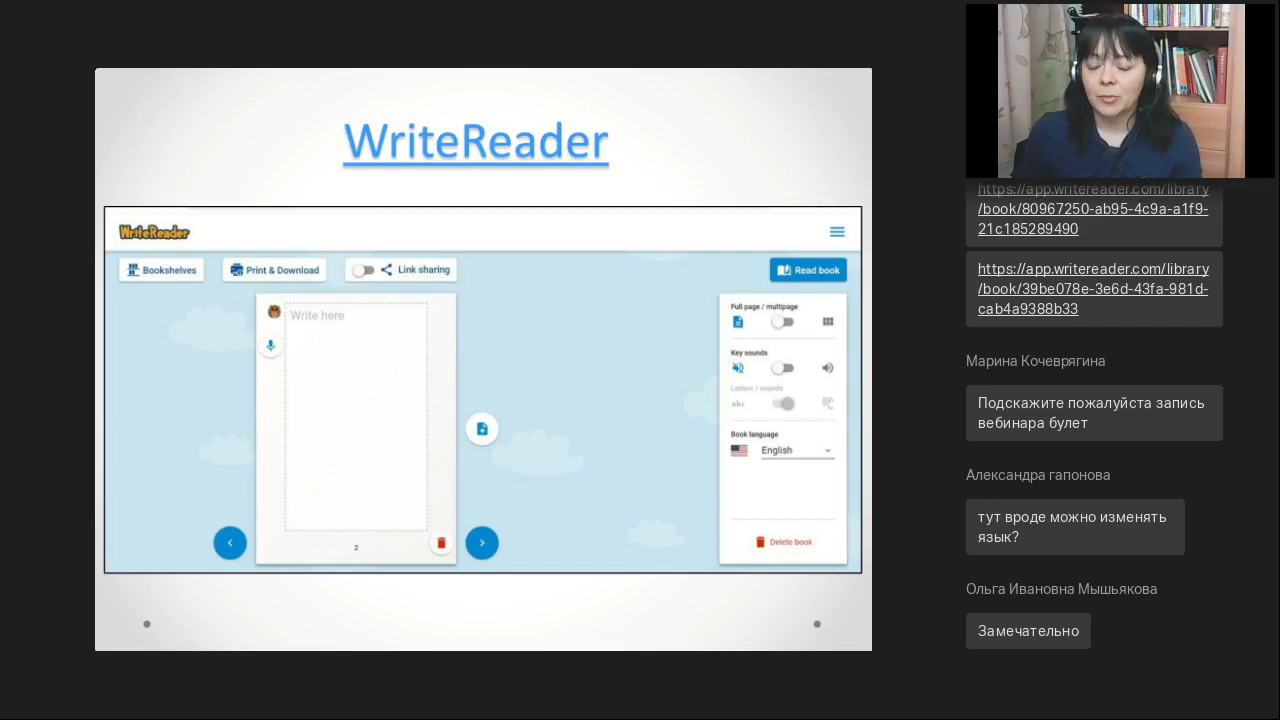 WriteReader
WriteReader
Bookshelves
Print & Download
Link sharing
Read book
Write here
2
Full page / multipage
Key sounds
Letters / sounds
abc
Book language
English
Delete book
https://app.writereader.com/library
/book/80967250-ab95-4c9a-a1f9-
21c185289490
https://app.writereader.com/library
/book/39be078e-3e6d-43fa-981d-
cab4a9388b33
Марина Кочеврягина
Подскажите пожалуйста запись
вебинара булет
Александра гапонова
тут вроде можно изменять
язык?
Ольга Ивановна Мышьякова
Замечательно